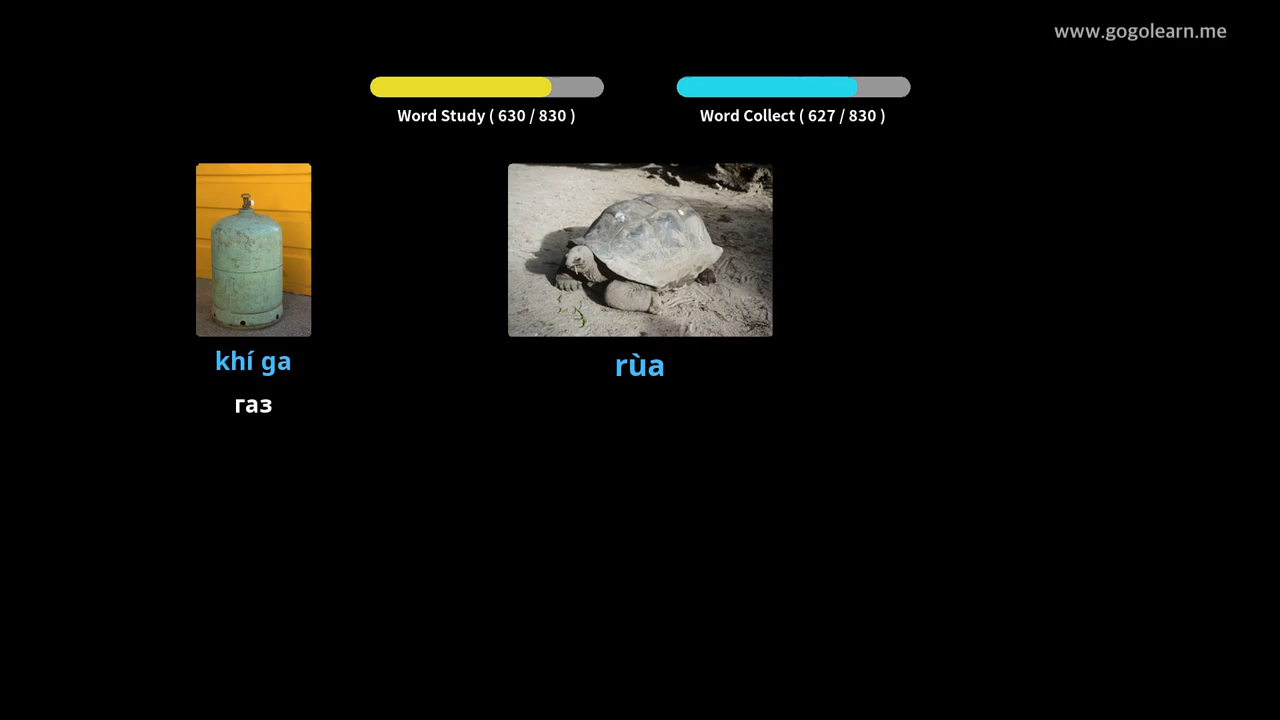 www.gogolearn.me
Word Study ( 630 / 830 )
Word Collect ( 627 / 830 )
khí ga
rùa
газ